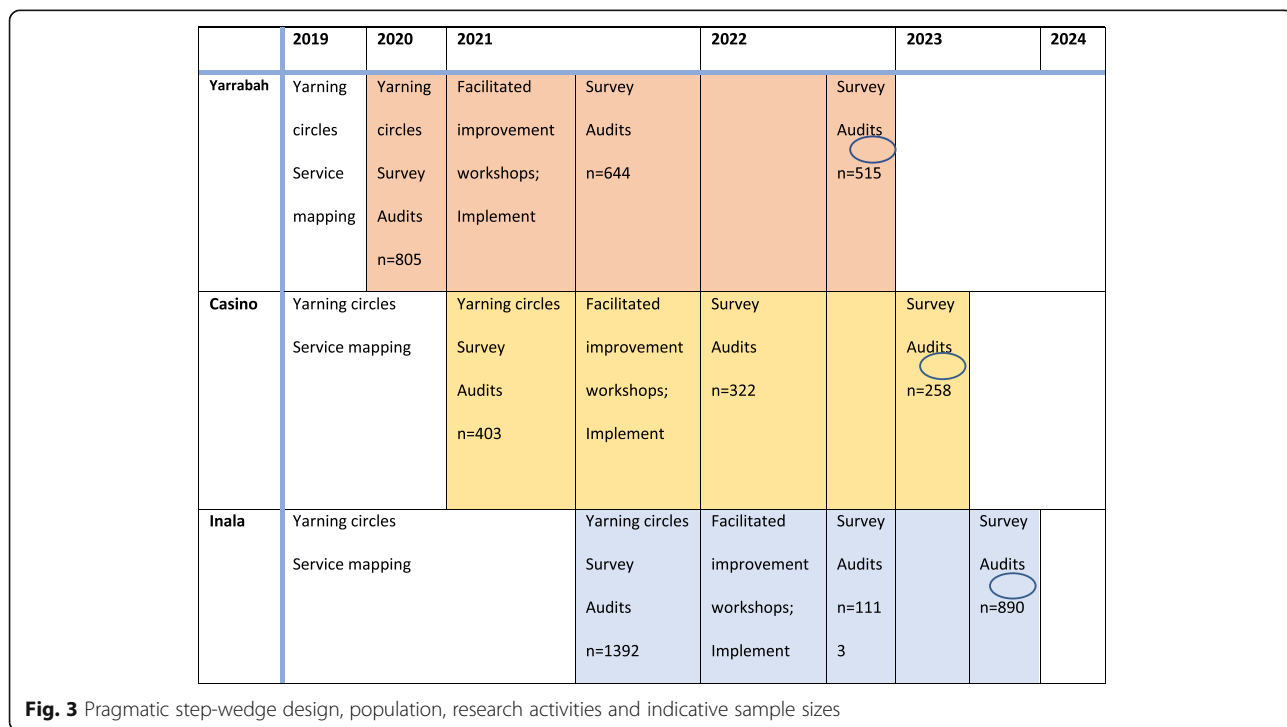 2019 2020 2021 2022 2023 2024
Yarrabah Yarning Yarning Facilitated Survey Survey
circles circles improvement Audits Audits
Service Survey workshops; n=644 n=515
mapping Audits Implement
n=805
Casino Yarning circles Yarning circles Facilitated Survey Survey
Service mapping Survey improvement Audits Audits
Audits workshops; n=322 n=258
n=403 Implement
Inala Yarning circles Yarning circles Facilitated Survey Survey
Service mapping Survey improvement Audits Audits
Audits workshops; n=111 n=890
n=1392 Implement 3
Fig. 3 Pragmatic step-wedge design, population, research activities and indicative sample sizes